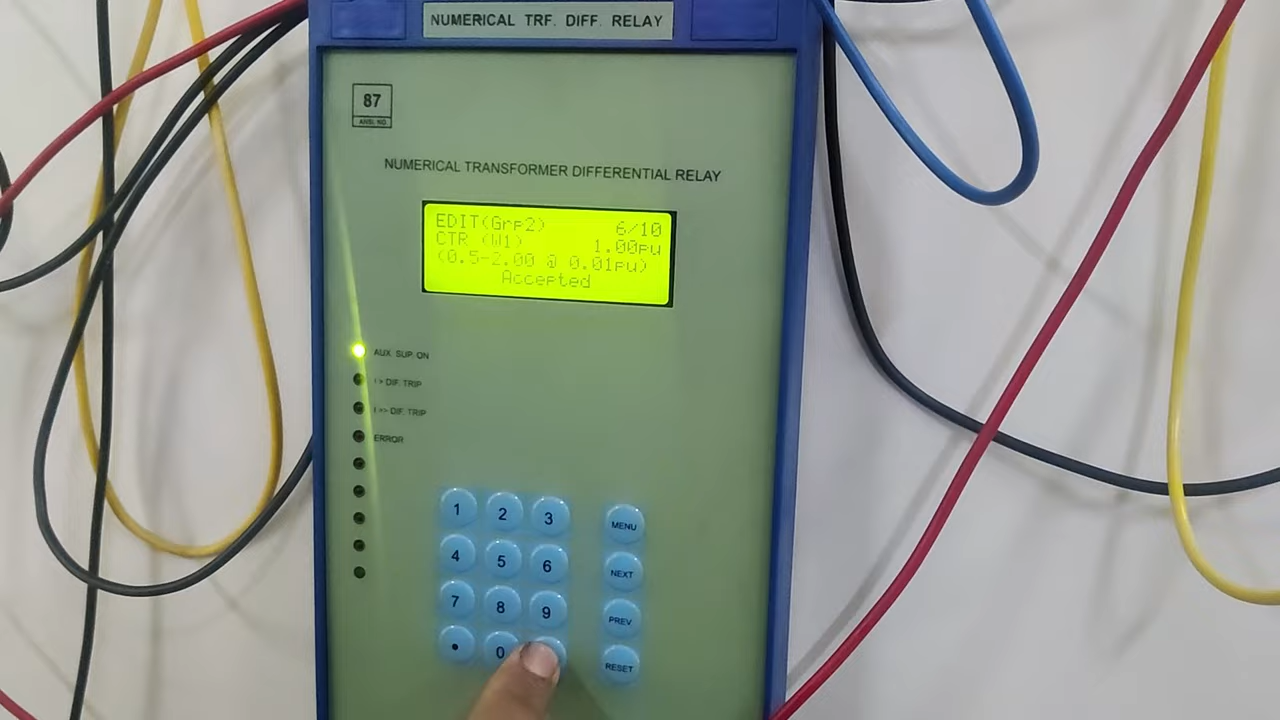 NUMERICAL TRF. DIFF. RELAY
87
ANSI. NO.
NUMERICAL TRANSFORMER DIFFERENTIAL RELAY
EDIT(Grp2) 6/10
CTR (W1) 1.00pu
(0.5-2.00 @ 0.01pu)
Accepted
AUX. SUP. ON
I > DIF. TRIP
I >> DIF. TRIP
ERROR
1 2 3 MENU
4 5 6 NEXT
7 8 9 PREV
• 0 RESET